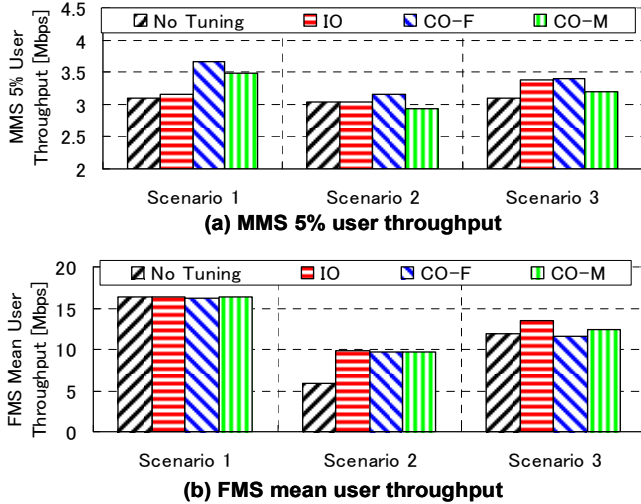 4.5
4
3.5
3
2.5
2
MMS 5% User
Throughput [Mbps]
No Tuning IO CO-F CO-M
Scenario 1 Scenario 2 Scenario 3
(a) MMS 5% user throughput
20
15
10
5
0
FMS Mean User
Throughput [Mbps]
No Tuning IO CO-F CO-M
Scenario 1 Scenario 2 Scenario 3
(b) FMS mean user throughput